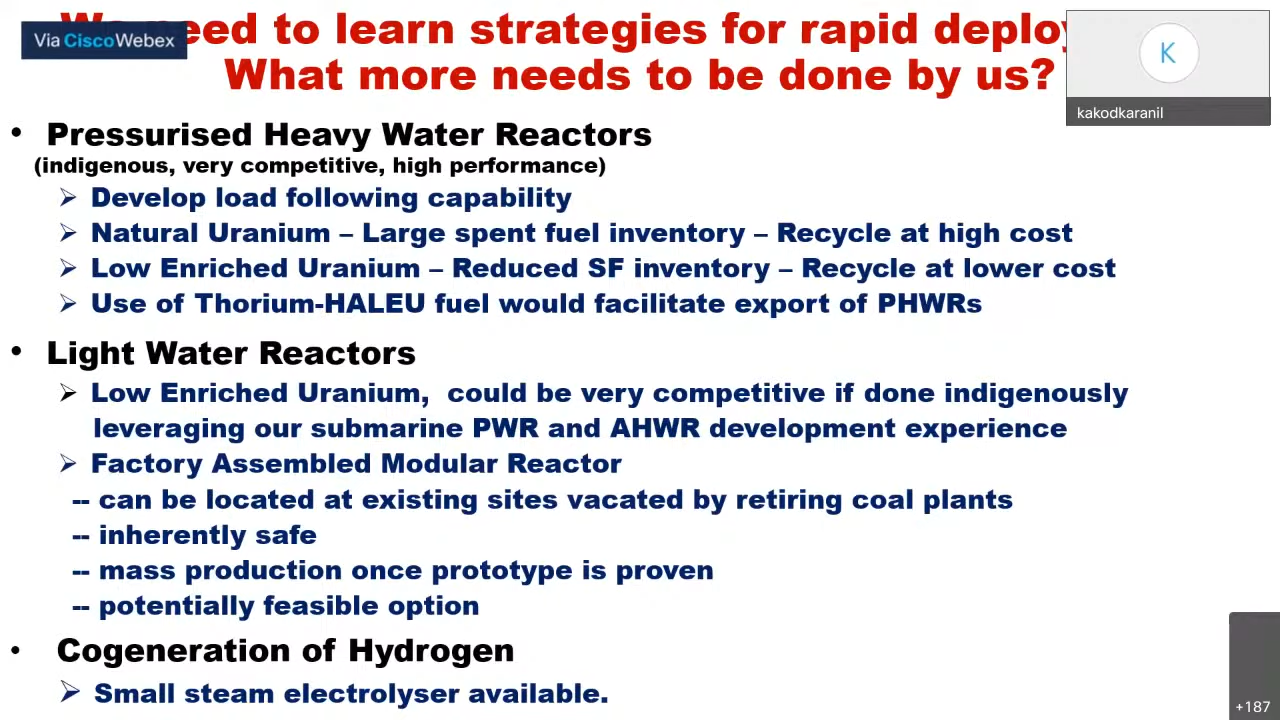 Via Cisco Webex
need to learn strategies for rapid
What more needs to be done by us?
K
kakodkaranil
• Pressurised Heavy Water Reactors
(indigenous, very competitive, high performance)
➢ Develop load following capability
➢ Natural Uranium – Large spent fuel inventory – Recycle at high cost
➢ Low Enriched Uranium – Reduced SF inventory – Recycle at lower cost
➢ Use of Thorium-HALEU fuel would facilitate export of PHWRs
• Light Water Reactors
➢ Low Enriched Uranium, could be very competitive if done indigenously
leveraging our submarine PWR and AHWR development experience
➢ Factory Assembled Modular Reactor
-- can be located at existing sites vacated by retiring coal plants
-- inherently safe
-- mass production once prototype is proven
-- potentially feasible option
• Cogeneration of Hydrogen
➢ Small steam electrolyser available.
+187